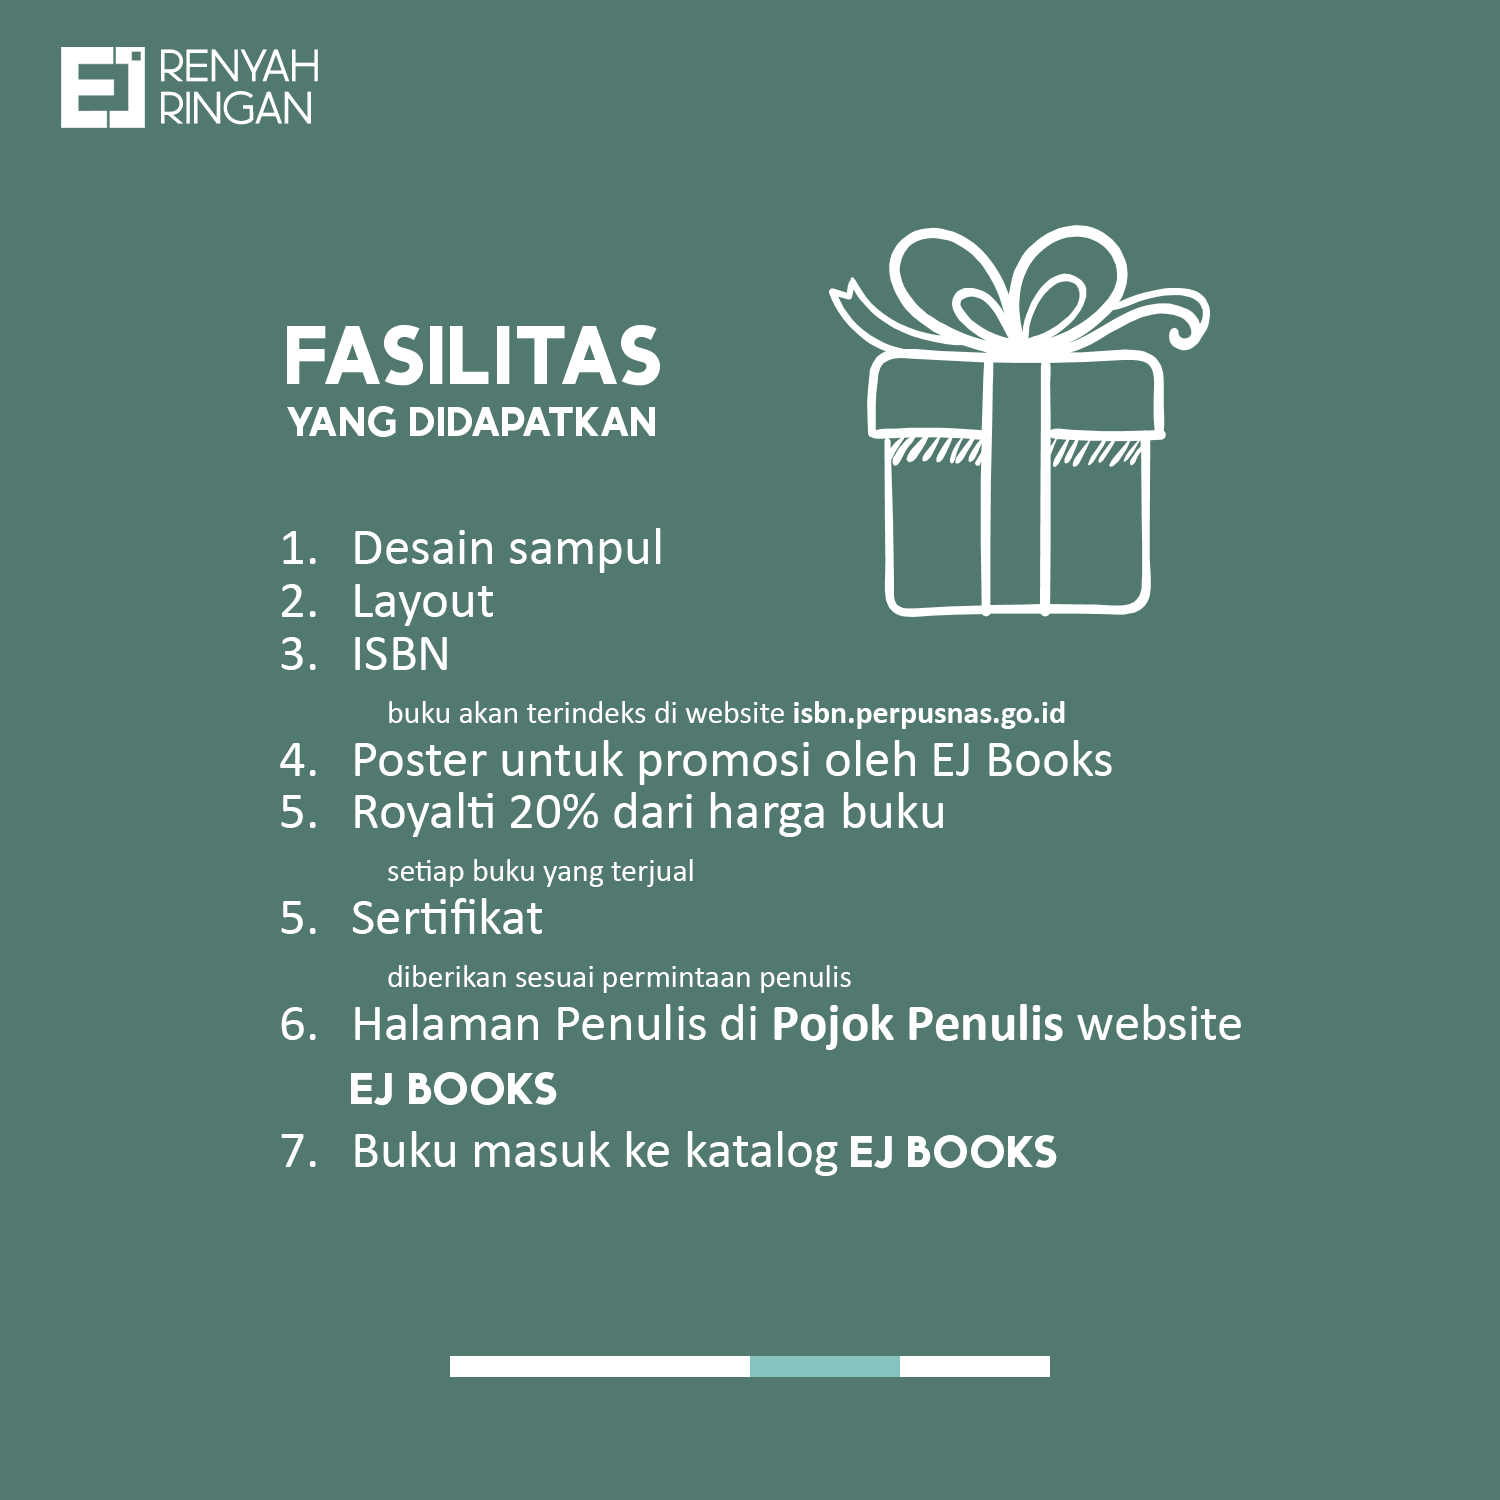 EJ
RENYAH
RINGAN
FASILITAS
YANG DIDAPATKAN
1. Desain sampul
2. Layout
3. ISBN
buku akan terindeks di website isbn.perpusnas.go.id
4. Poster untuk promosi oleh EJ Books
5. Royalti 20% dari harga buku
setiap buku yang terjual
5. Sertifikat
diberikan sesuai permintaan penulis
6. Halaman Penulis di Pojok Penulis website
EJ BOOKS
7. Buku masuk ke katalog EJ BOOKS